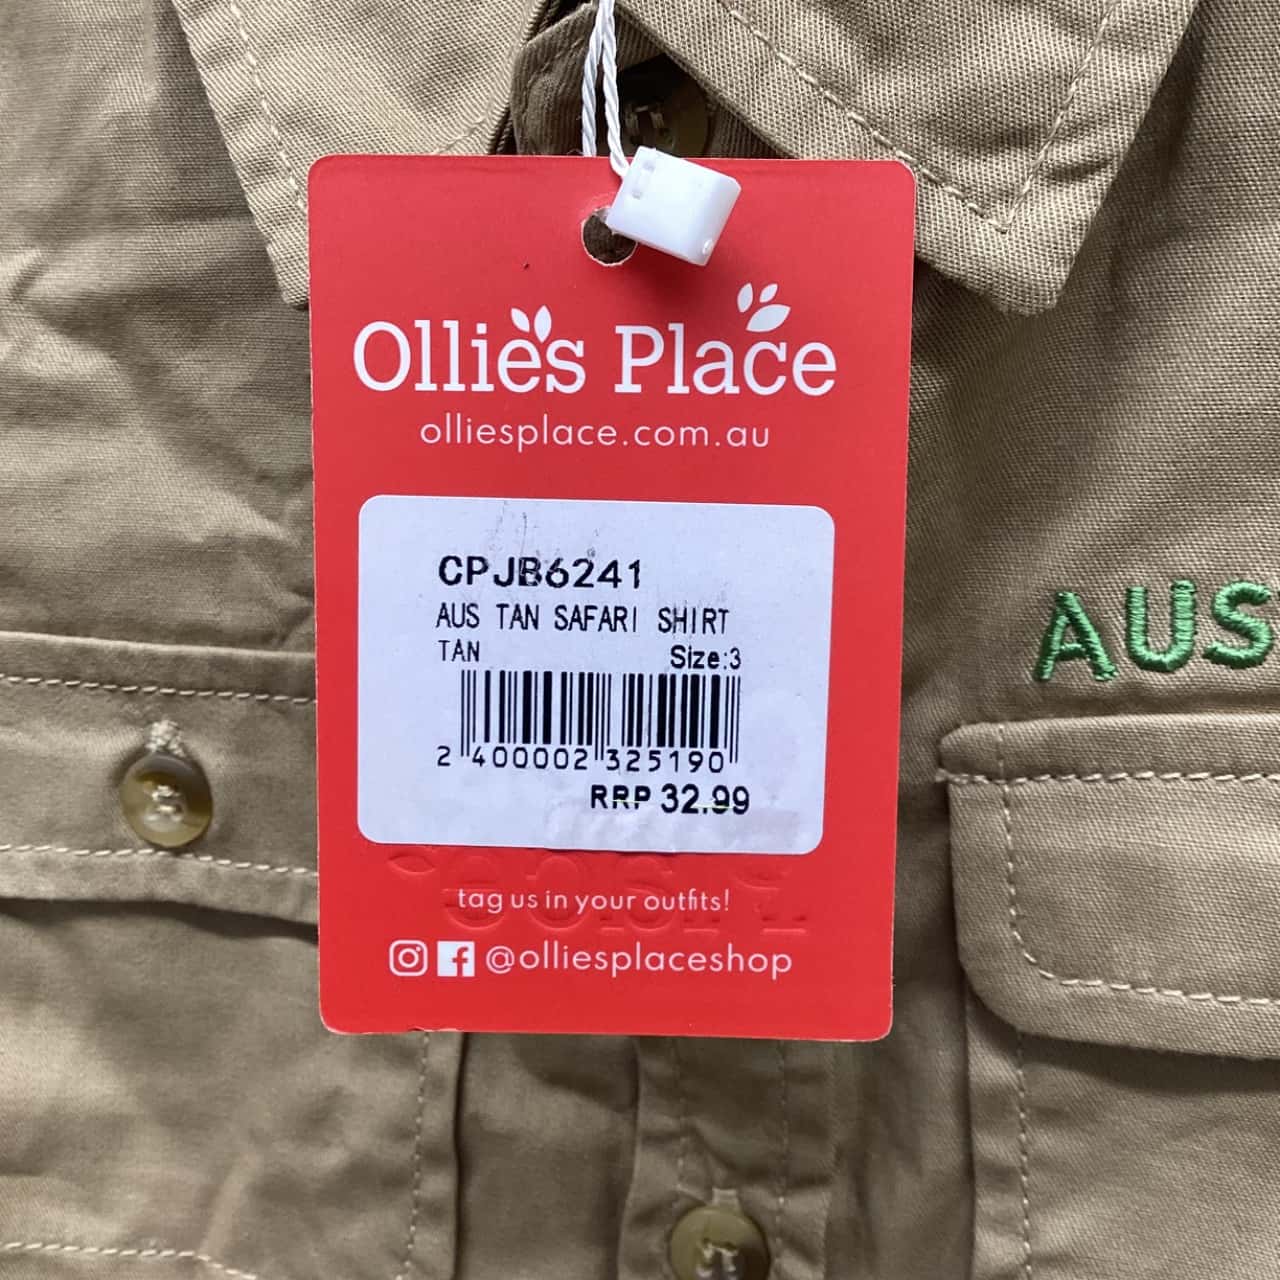 Ollie's Place
olliesplace.com.au
CPJB6241
AUS TAN SAFARI SHIRT
TAN Size:3
2 400002 325190
RRP 32.99
tag us in your outfits!
@olliesplaceshop
AUS